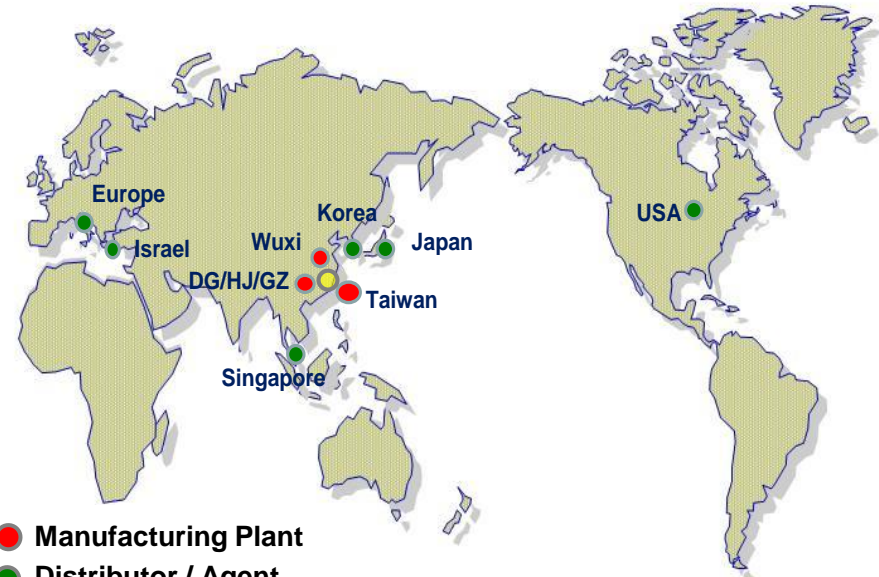 Europe
Korea
USA
Wuxi
Japan
Israel
DG/HJ/GZ
Taiwan
Singapore
Manufacturing Plant
Distributor / Agent